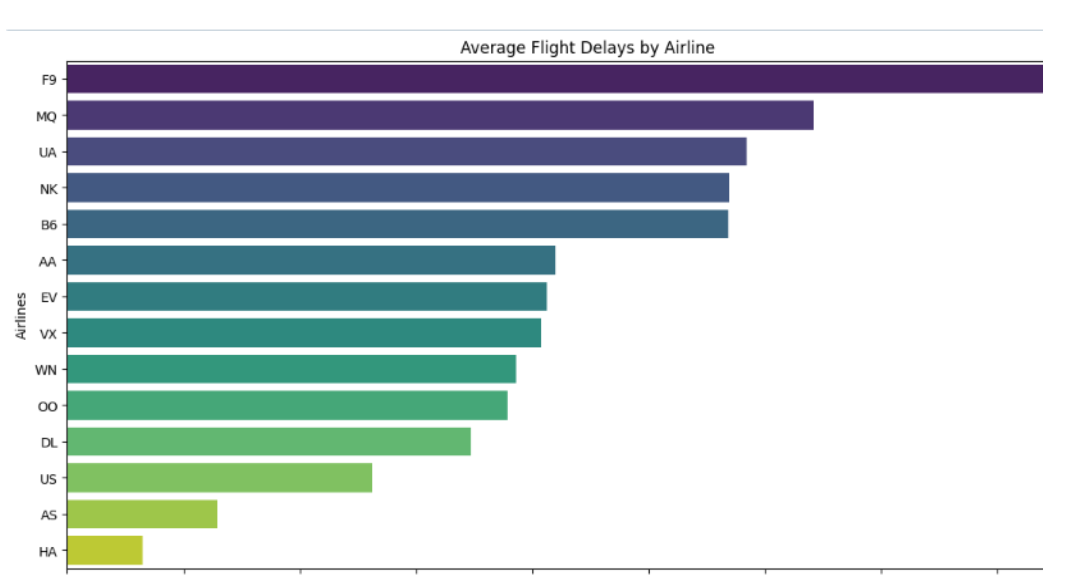 Average Flight Delays by Airline
F9
MQ
UA
NK
B6
AA
EV
Airlines
VX
WN
OO
DL
US
AS
HA